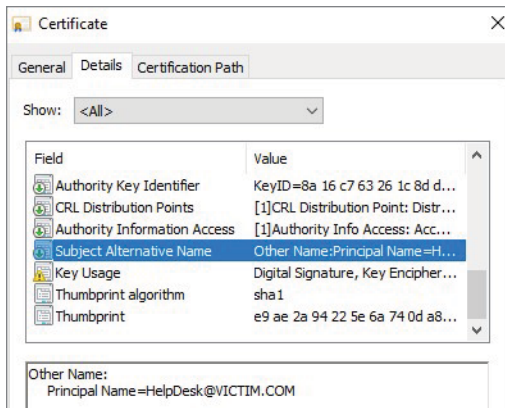 Certificate
General Details Certification Path
Show: <All>
Field Value
Authority Key Identifier KeyID=8a 16 c7 63 26 1c 8d d...
CRL Distribution Points [1]CRL Distribution Point: Distr...
Authority Information Access [1]Authority Info Access: Acc...
Subject Alternative Name Other Name:Principal Name=H...
Key Usage Digital Signature, Key Encipher...
Thumbprint algorithm sha1
Thumbprint e9 ae 2a 94 22 5e 6a 74 0d a8...
Other Name:
Principal Name=HelpDesk@VICTIM.COM